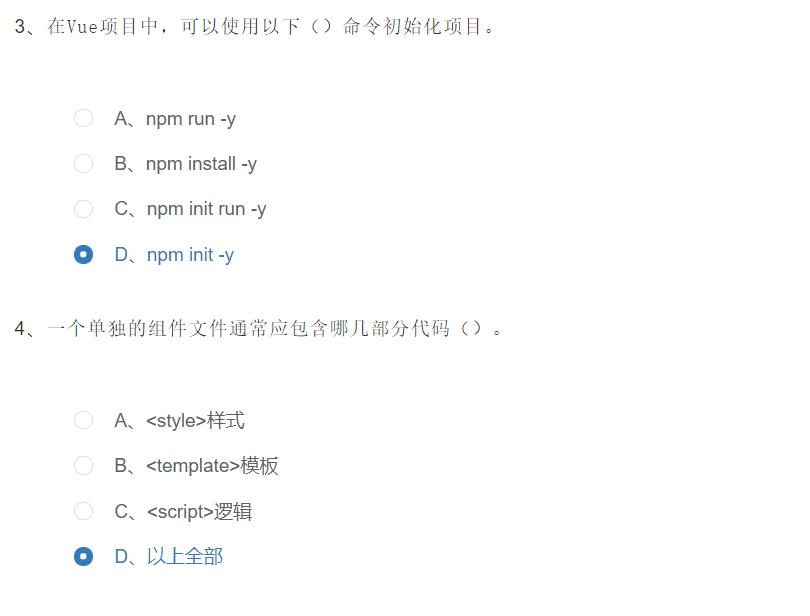 3、在Vue项目中，可以使用以下（）命令初始化项目。
A、npm run -y
B、npm install -y
C、npm init run -y
D、npm init -y
4、一个单独的组件文件通常应包含哪几部分代码（）。
A、<style>样式
B、<template>模板
C、<script>逻辑
D、以上全部